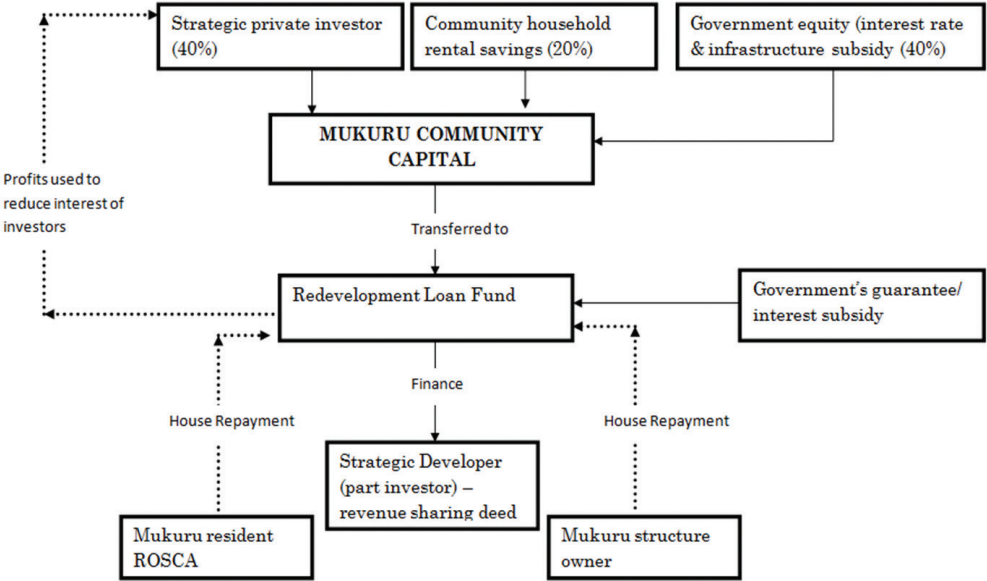 Strategic private investor
(40%)
Community household
rental savings (20%)
Government equity (interest rate
& infrastructure subsidy (40%)
MUKURU COMMUNITY
CAPITAL
Profits used to
reduce interest of
investors
Transferred to
Redevelopment Loan Fund
Government's guarantee/
interest subsidy
Finance
House Repayment
House Repayment
Strategic Developer
(part investor) –
revenue sharing deed
Mukuru resident
ROSCA
Mukuru structure
owner